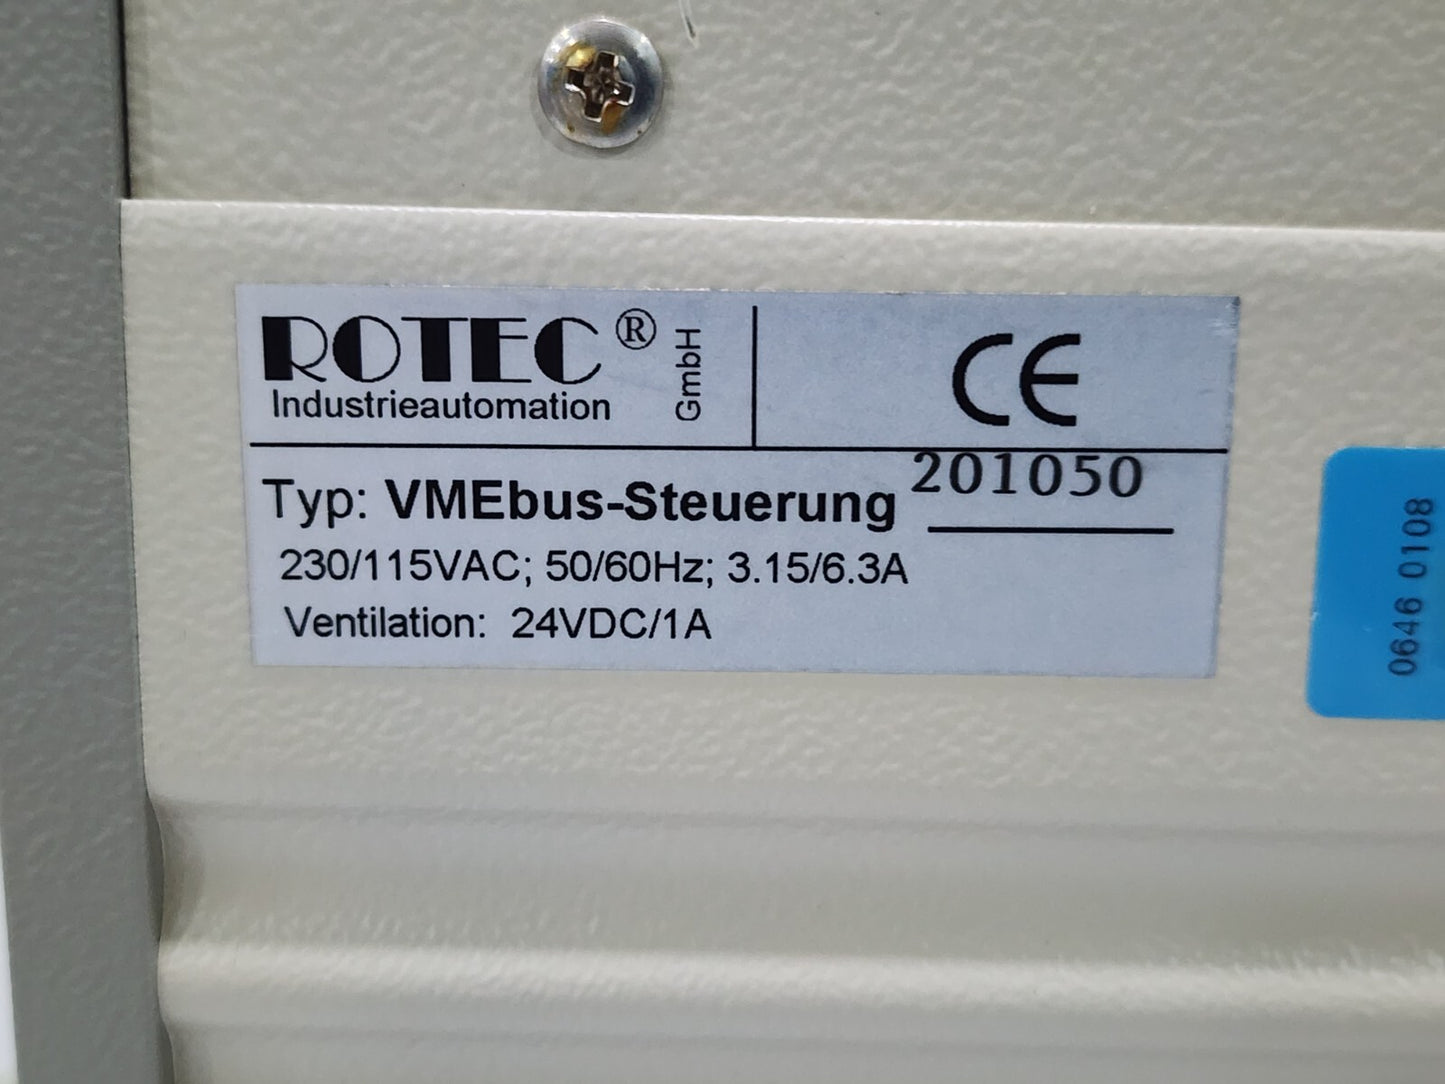 ROTEC® GmbH
Industrieautomation
CE
Typ: VMEbus-Steuerung 201050
230/115VAC; 50/60Hz; 3.15/6.3A
Ventilation: 24VDC/1A
0646 0108